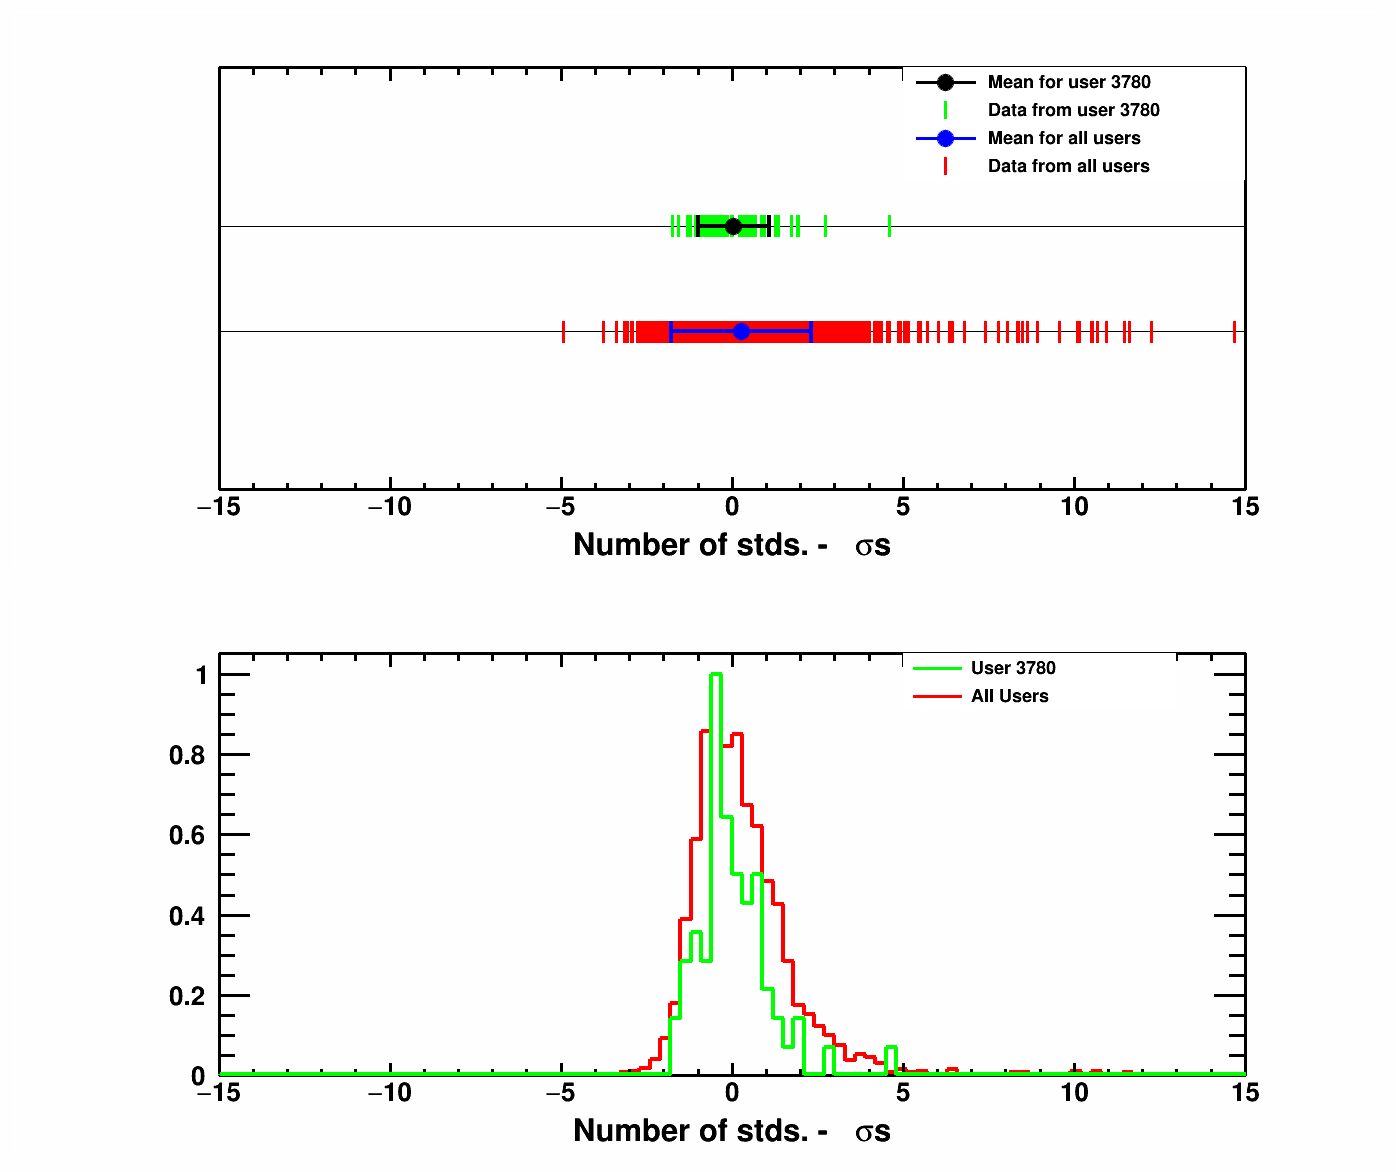 Mean for user 3780
Data from user 3780
Mean for all users
Data from all users
−15 −10 −5 0 5 10 15
Number of stds. - σs
User 3780
All Users
1
0.8
0.6
0.4
0.2
0
−15 −10 −5 0 5 10 15
Number of stds. - σs